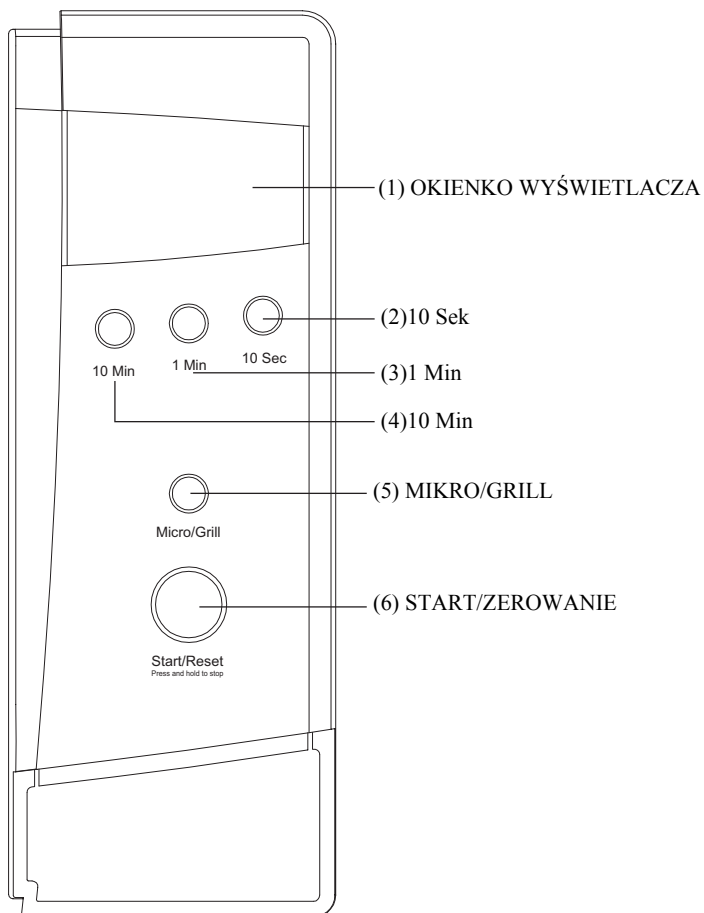 (1) OKIENKO WYŚWIETLACZA
10 Min
1 Min
10 Sec
(2)10 Sek
(3)1 Min
(4)10 Min
(5) MIKRO/GRILL
Micro/Grill
(6) START/ZEROWANIE
Start/Reset
Press and hold to stop